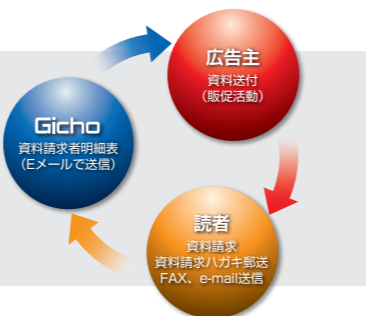 広告主
資料送付
（販促活動）
Gicho
資料請求者明細表
（Eメールで送信）
読者
資料請求
資料請求ハガキ郵送
FAX、e-mail送信